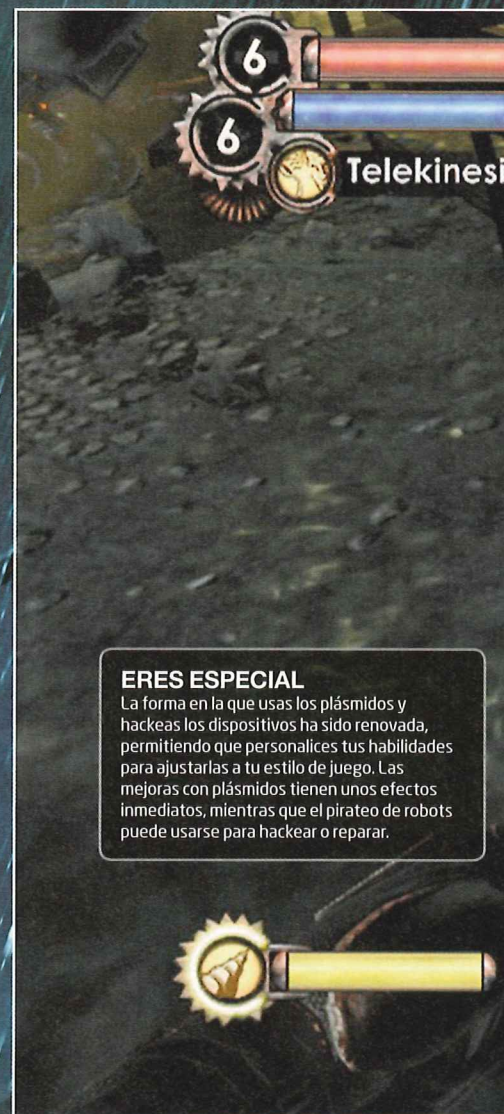 6
6
Telekinesi
ERES ESPECIAL
La forma en la que usas los plásmidos y
hackeas los dispositivos ha sido renovada,
permitiendo que personalices tus habilidades
para ajustarlas a tu estilo de juego. Las
mejoras con plásmidos tienen unos efectos
inmediatos, mientras que el pirateo de robots
puede usarse para hackear o reparar.